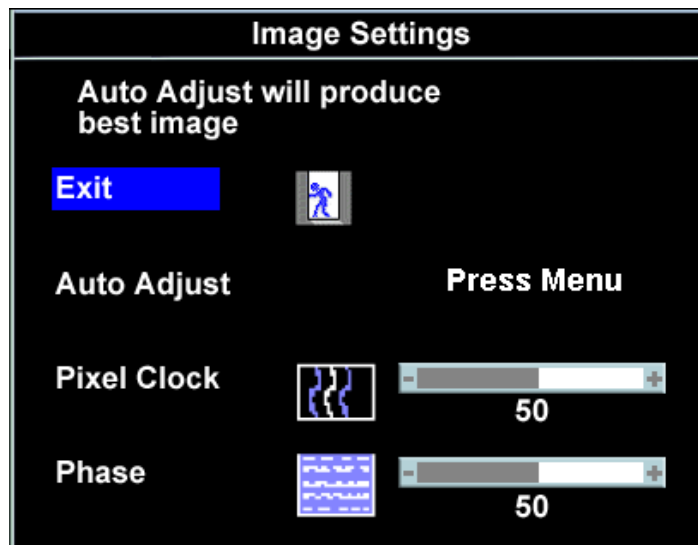 Image Settings
Auto Adjust will produce
best image
Exit
Auto Adjust Press Menu
Pixel Clock - +
50
Phase - +
50